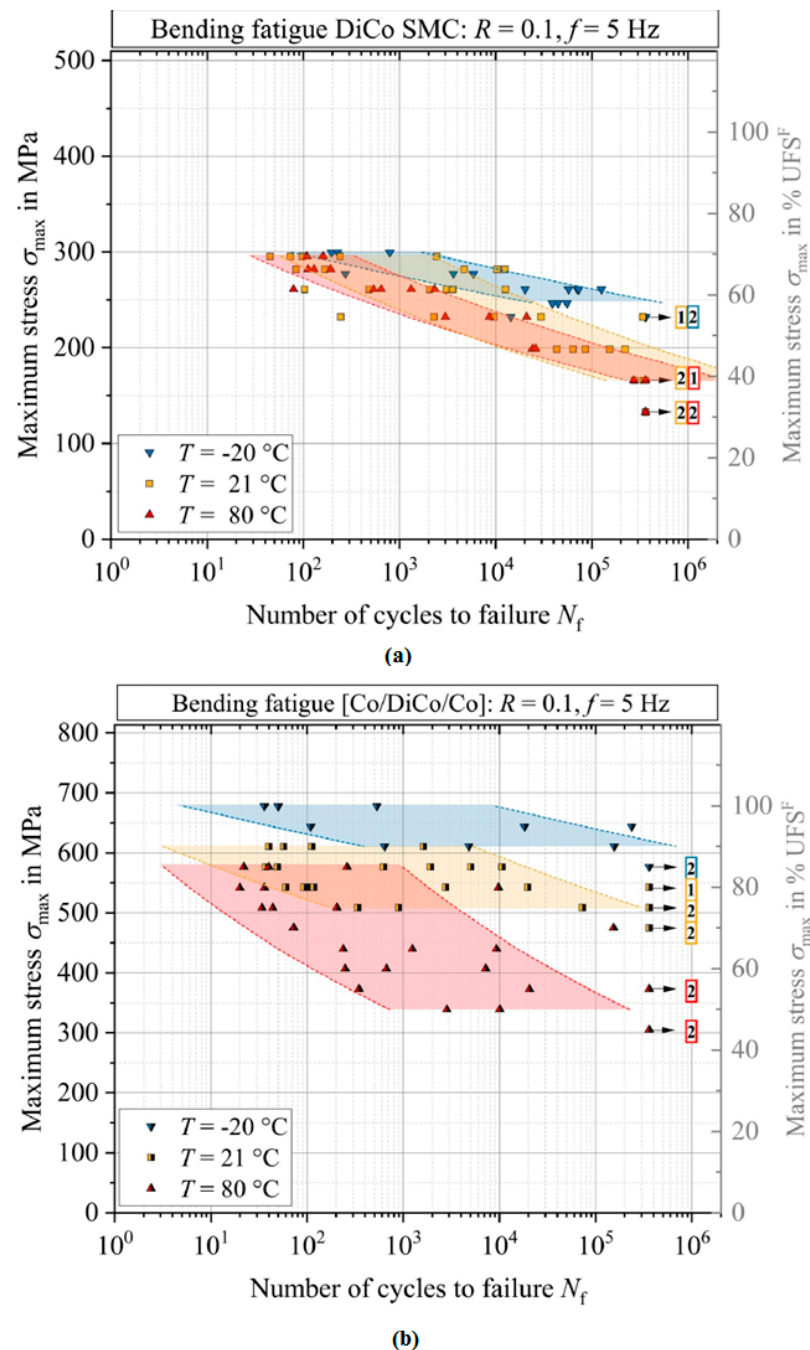 Bending fatigue DiCo SMC: R = 0.1, f = 5 Hz
500
400
300
200
100
0
Maximum stress σmax in MPa
100
80
60
40
20
0
Maximum stress σmax in % UFS^F
1 2
2 1
2 2
T = -20 °C
T = 21 °C
T = 80 °C
10^0 10^1 10^2 10^3 10^4 10^5 10^6
Number of cycles to failure Nf
(a)
Bending fatigue [Co/DiCo/Co]: R = 0.1, f = 5 Hz
800
700
600
500
400
300
200
100
0
Maximum stress σmax in MPa
100
80
60
40
20
0
Maximum stress σmax in % UFS^F
2
1
2
2
2
2
T = -20 °C
T = 21 °C
T = 80 °C
10^0 10^1 10^2 10^3 10^4 10^5 10^6
Number of cycles to failure Nf
(b)